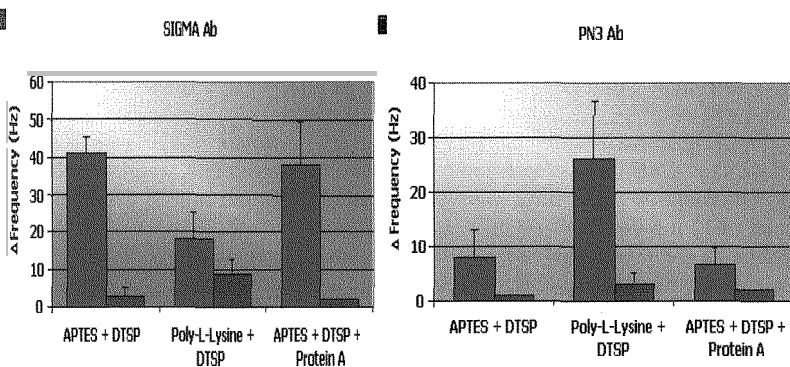 SIGMA Ab
Δ Frequency (Hz)
60
50
40
30
20
10
0
APTES + DTSP
Poly-L-Lysine +
DTSP
APTES + DTSP +
Protein A
PN3 Ab
Δ Frequency (Hz)
40
30
20
10
0
APTES + DTSP
Poly-L-Lysine +
DTSP
APTES + DTSP +
Protein A